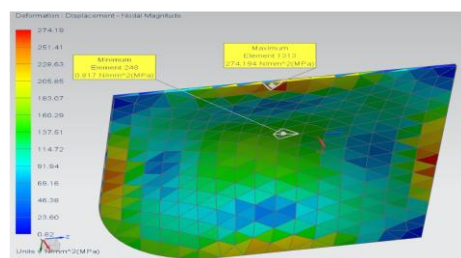 Deformation : Displacement - Nodal Magnitude
274.19
251.41
228.63
205.85
183.07
160.29
137.51
114.72
91.94
69.16
46.38
23.60
0.82
Minimum
Element 248
0.817 N/mm^2(MPa)
Maximum
Element 1313
274.194 N/mm^2(MPa)
Units = N/mm^2(MPa)